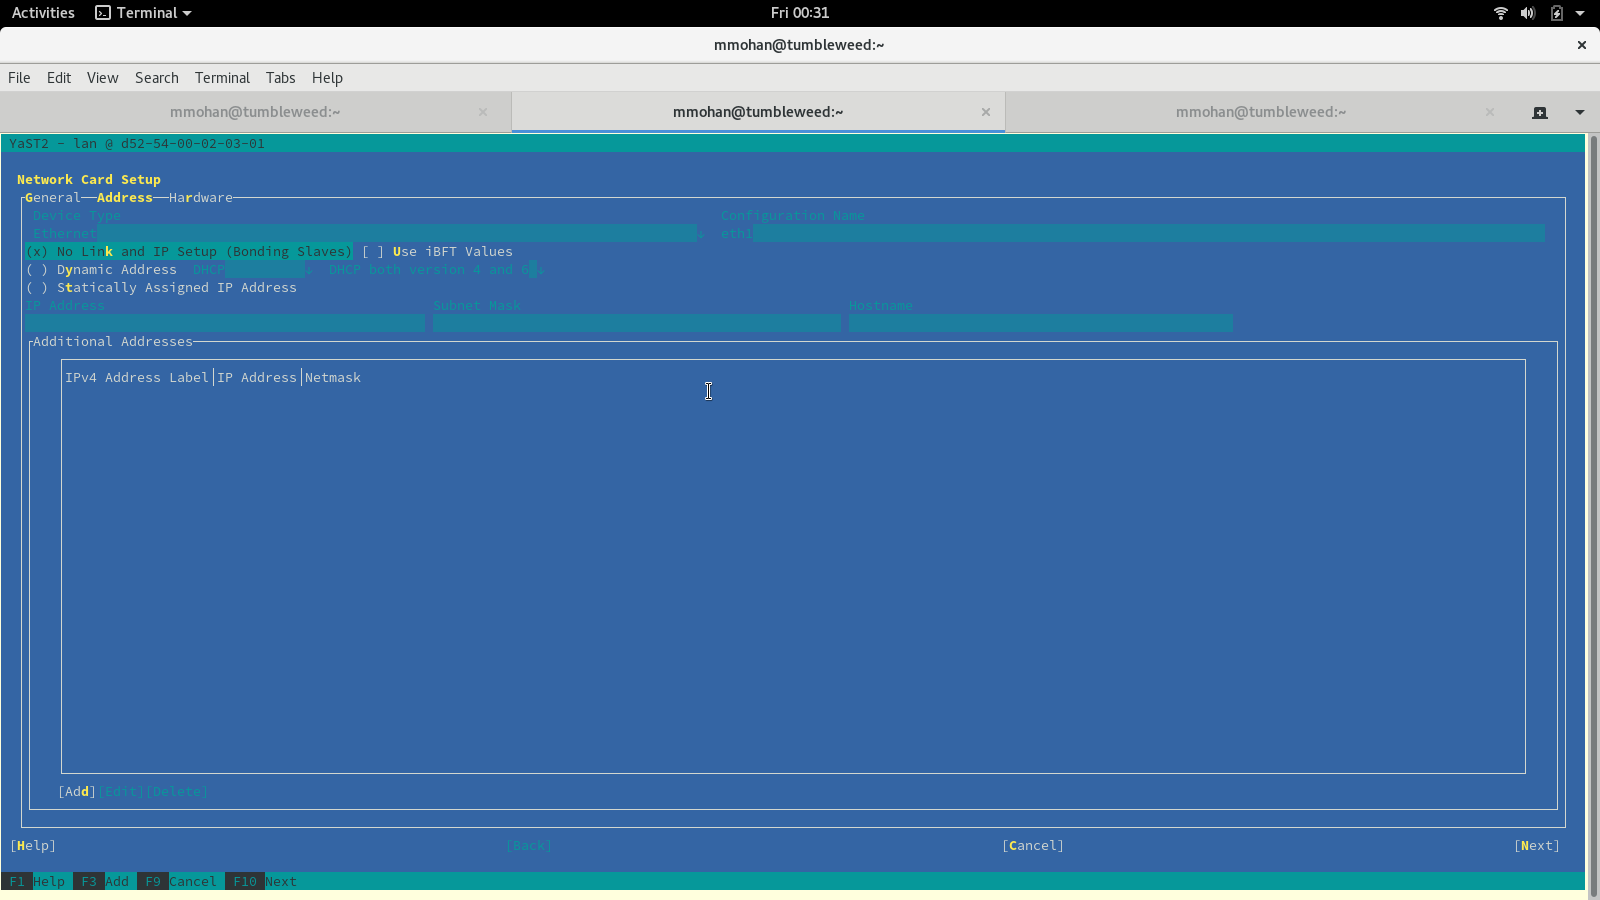 Activities Terminal Fri 00:31
mmohan@tumbleweed:~
File Edit View Search Terminal Tabs Help
mmohan@tumbleweed:~ mmohan@tumbleweed:~ mmohan@tumbleweed:~
YaST2 - lan @ d52-54-00-02-03-01
Network Card Setup
General Address Hardware
Device Type Configuration Name
Ethernet eth1
(x) No Link and IP Setup (Bonding Slaves) [ ] Use iBFT Values
( ) Dynamic Address DHCP DHCP both version 4 and 6
( ) Statically Assigned IP Address
IP Address Subnet Mask Hostname
Additional Addresses
IPv4 Address Label IP Address Netmask
[Add][Edit][Delete]
[Help] [Back] [Cancel] [Next]
F1 Help F3 Add F9 Cancel F10 Next